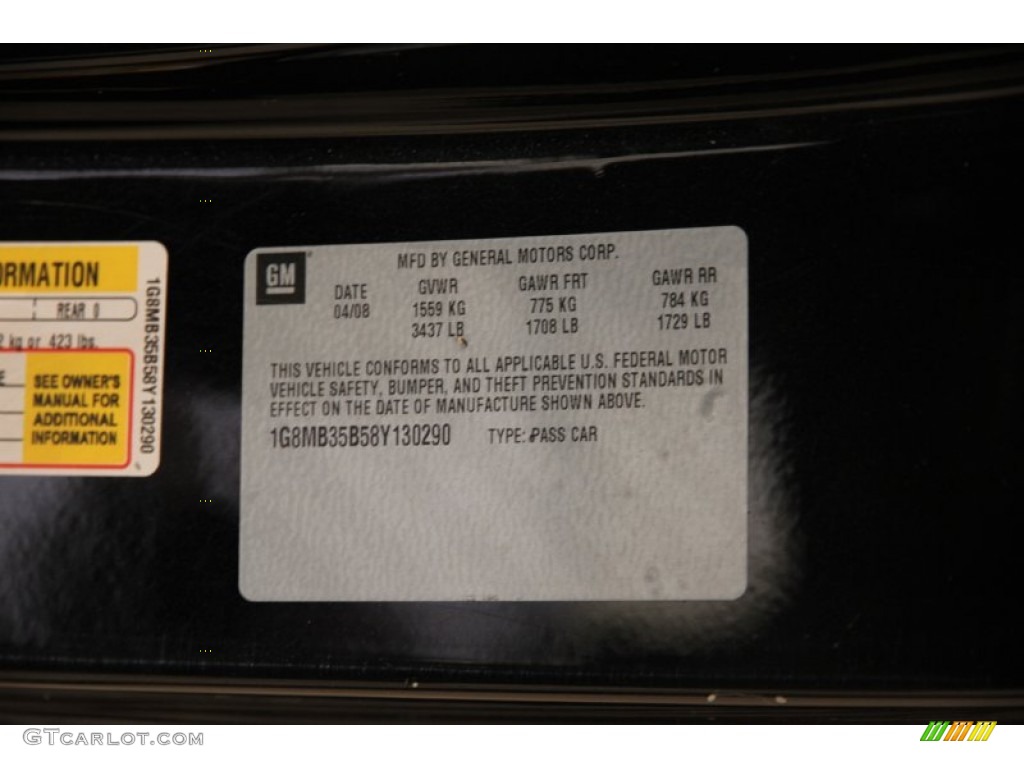 ORMATION
REAR 0
kg or 423 lbs.
SEE OWNER'S
MANUAL FOR
ADDITIONAL
INFORMATION
1G8MB35B58Y130290
GM
MFD BY GENERAL MOTORS CORP.
DATE GVWR GAWR FRT GAWR RR
04/08 1559 KG 775 KG 784 KG
3437 LB 1708 LB 1729 LB
THIS VEHICLE CONFORMS TO ALL APPLICABLE U.S. FEDERAL MOTOR
VEHICLE SAFETY, BUMPER, AND THEFT PREVENTION STANDARDS IN
EFFECT ON THE DATE OF MANUFACTURE SHOWN ABOVE.
1G8MB35B58Y130290 TYPE: PASS CAR
GTcarlot.com